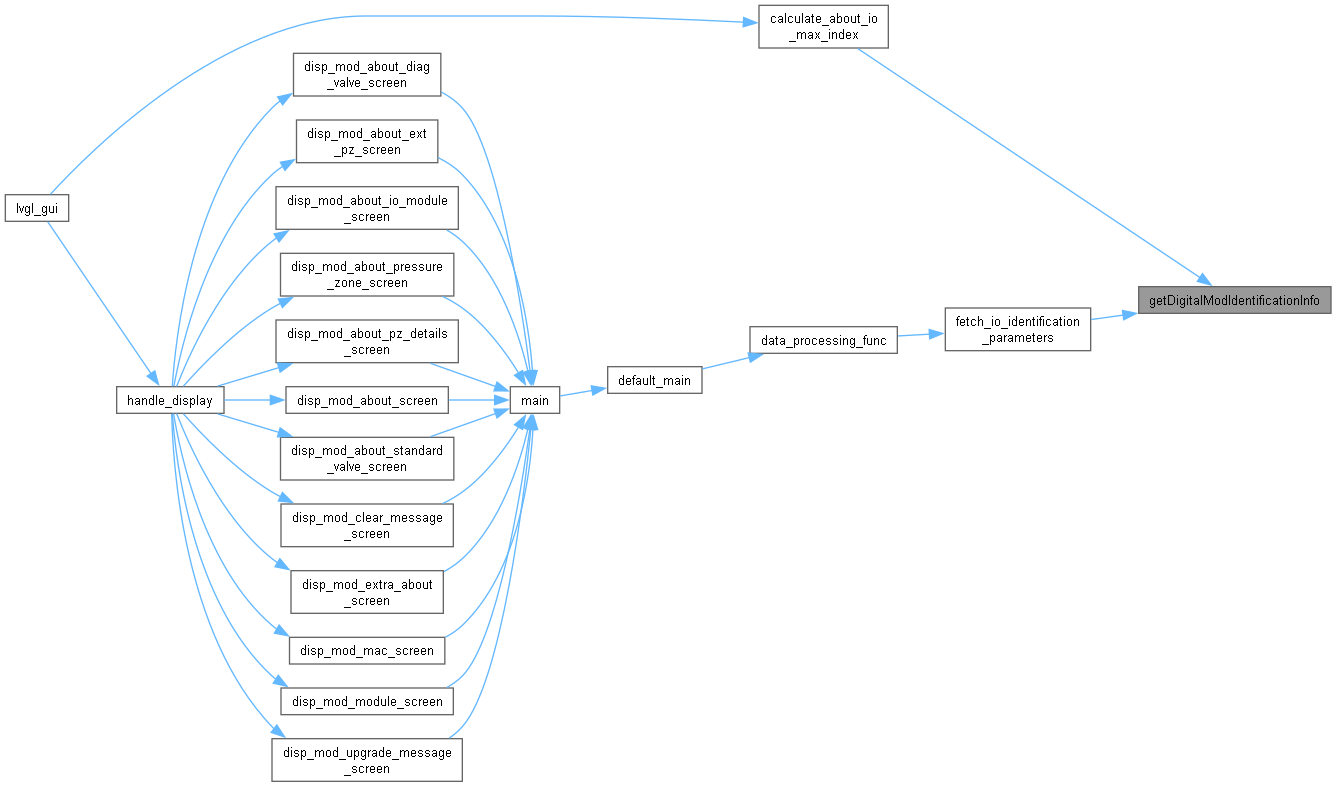 calculate_about_io
_max_index
disp_mod_about_diag
_valve_screen
disp_mod_about_ext
_pz_screen
disp_mod_about_io_module
_screen
lvgl_gui
disp_mod_about_pressure
_zone_screen
getDigitalModIdentificationInfo
fetch_io_identification
_parameters
disp_mod_about_pz_details
_screen
data_processing_func
default_main
handle_display
disp_mod_about_screen
main
disp_mod_about_standard
_valve_screen
disp_mod_clear_message
_screen
disp_mod_extra_about
_screen
disp_mod_mac_screen
disp_mod_module_screen
disp_mod_upgrade_message
_screen